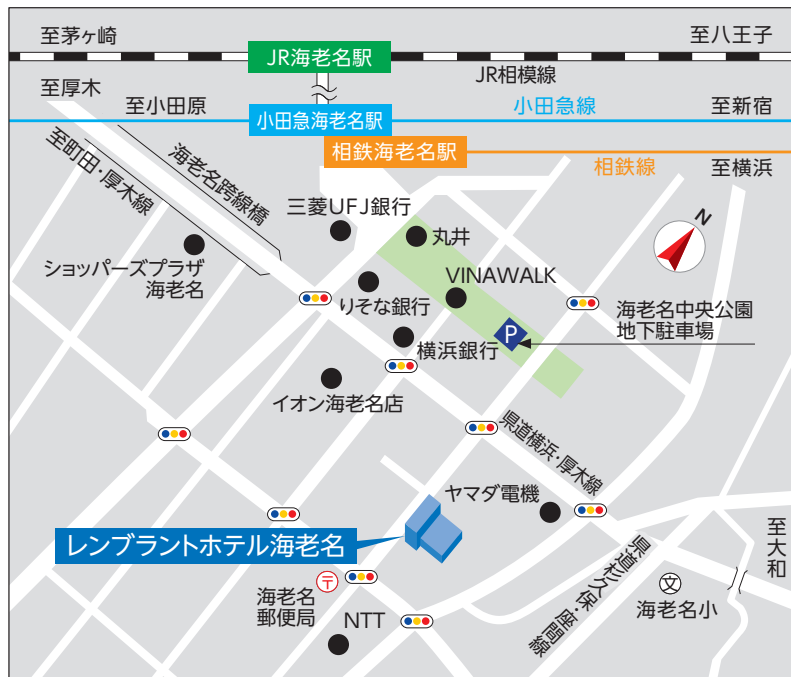 至茅ヶ崎
至八王子
JR海老名駅
JR相模線
至厚木
至小田原
小田急線
至新宿
小田急海老名駅
相鉄海老名駅
相鉄線
至横浜
至町田・厚木線
海老名跨線橋
三菱UFJ銀行
丸井
N
ショッパーズプラザ
海老名
VINAWALK
りそな銀行
海老名中央公園
地下駐車場
P
横浜銀行
イオン海老名店
県道横浜・厚木線
ヤマダ電機
レンブラントホテル海老名
至大和
県道杉久保・座間線
〒
海老名
郵便局
文
海老名小
NTT